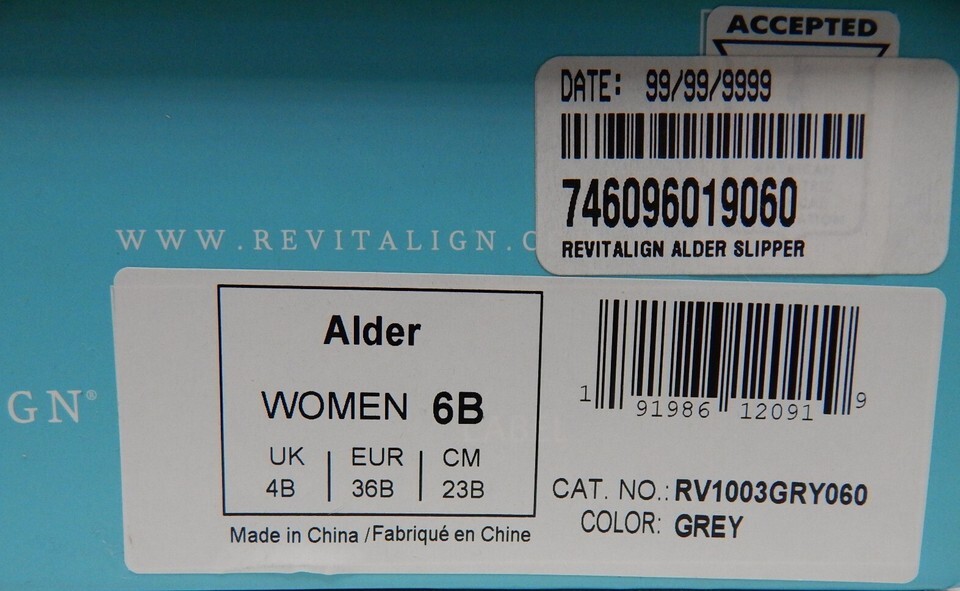 ACCEPTED
DATE: 99/99/9999
746096019060
REVITALIGN ALDER SLIPPER
WWW.REVITALIGN.C
GN®
Alder
WOMEN 6B
UK | EUR | CM
4B | 36B | 23B
Made in China / Fabriqué en Chine
1 91986 12091 9
CAT. NO.: RV1003GRY060
COLOR: GREY